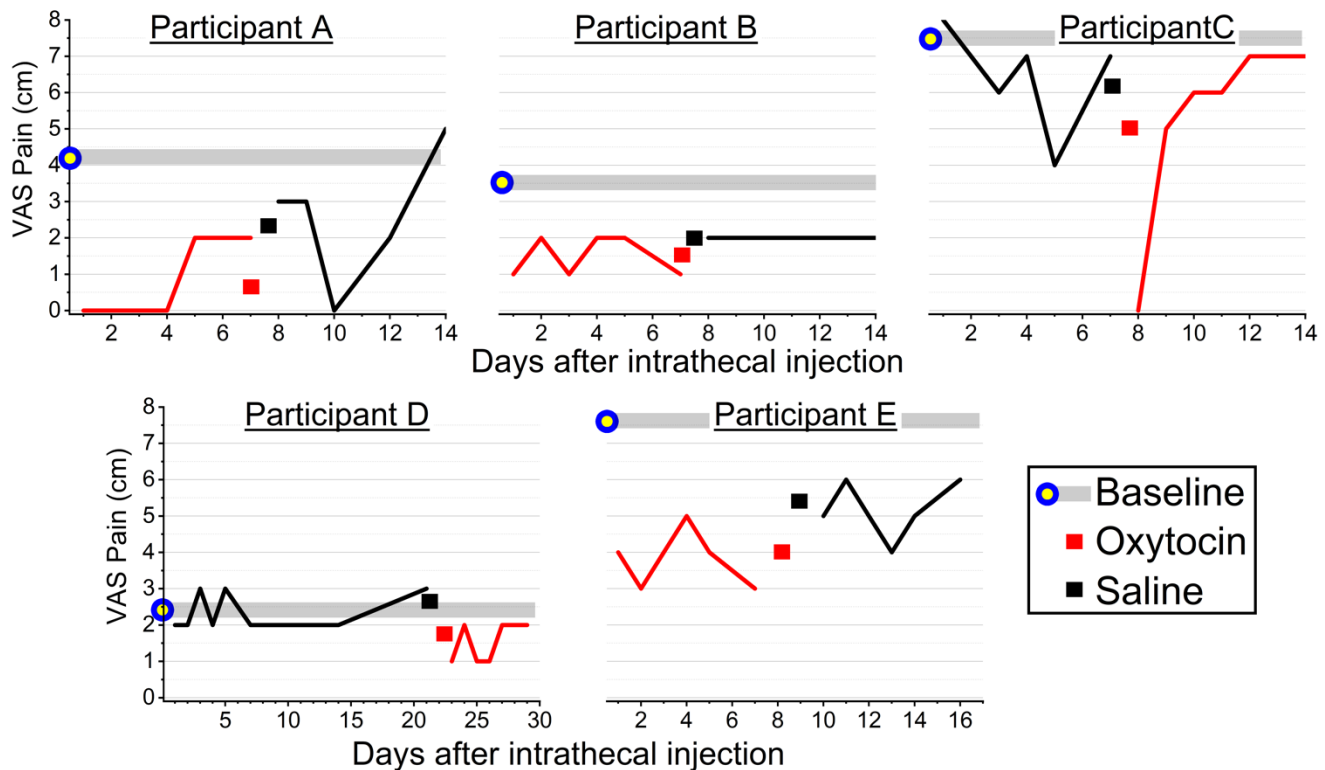 Participant A
Participant B
ParticipantC
VAS Pain (cm)
8
7
6
5
4
3
2
1
0
2 4 6 8 10 12 14
2 4 6 8 10 12 14
2 4 6 8 10 12 14
Days after intrathecal injection
Participant D
Participant E
VAS Pain (cm)
8
7
6
5
4
3
2
1
0
5 10 15 20 25 30
2 4 6 8 10 12 14 16
Days after intrathecal injection
Baseline
Oxytocin
Saline